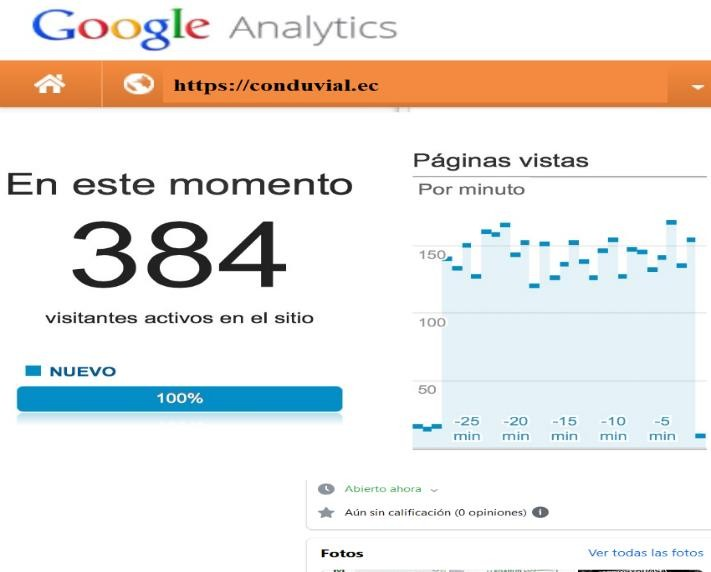 Google Analytics
https://conduvial.ec
En este momento
384
visitantes activos en el sitio
NUEVO
100%
Páginas vistas
Por minuto
150
100
50
-25 -20 -15 -10 -5
min min min min min
Abierto ahora
Aún sin calificación (0 opiniones)
Fotos
Ver todas las fotos